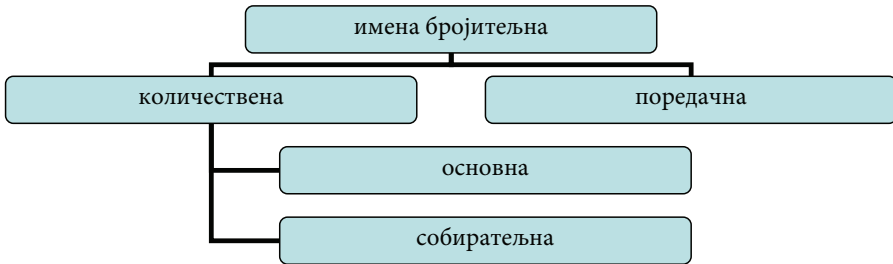 имена бројитељна
количествена
поредачна
основна
собиратељна